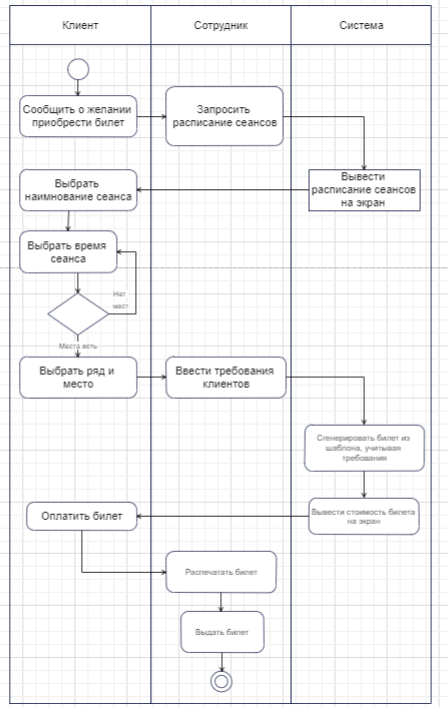 Клиент
Сотрудник
Система
Сообщить о желании
приобрести билет
Запросить
расписание сеансов
Вывести
расписание сеансов
на экран
Выбрать
наимнование сеанса
Выбрать время
сеанса
Нет
мест
Места есть
Выбрать ряд и
место
Ввести требования
клиентов
Сгенерировать билет из
шаблона, учитывая
требования
Вывести стоимость билета
на экран
Оплатить билет
Распечатать билет
Выдать билет